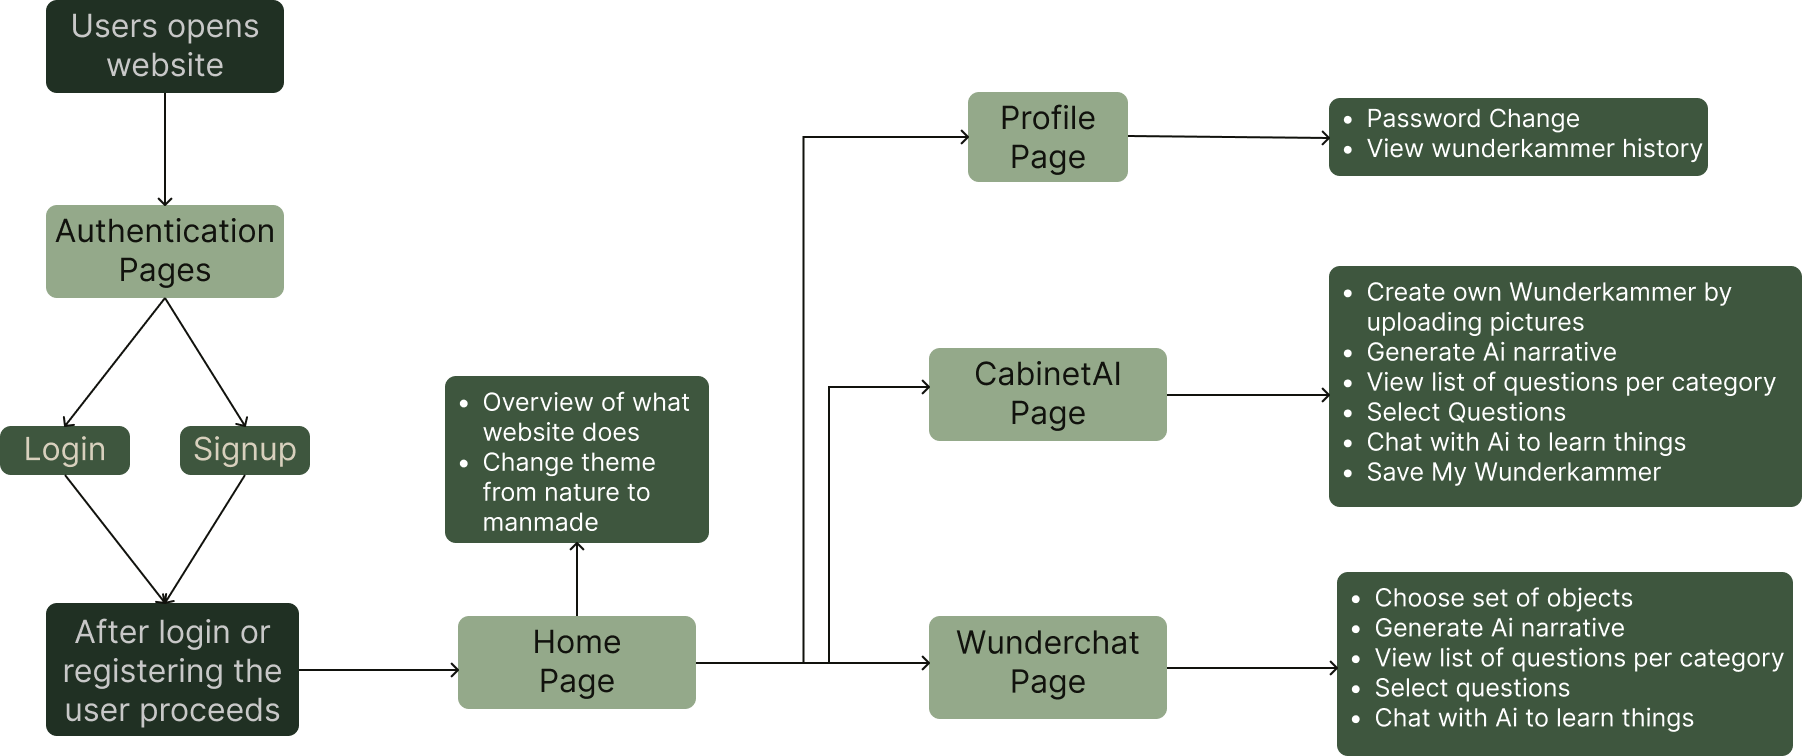 Users opens
website
Authentication
Pages
Login
Signup
After login or
registering the
user proceeds
• Overview of what
website does
• Change theme
from nature to
manmade
Home
Page
Profile
Page
• Password Change
• View wunderkammer history
CabinetAI
Page
• Create own Wunderkammer by
uploading pictures
• Generate Ai narrative
• View list of questions per category
• Select Questions
• Chat with Ai to learn things
• Save My Wunderkammer
Wunderchat
Page
• Choose set of objects
• Generate Ai narrative
• View list of questions per category
• Select questions
• Chat with Ai to learn things